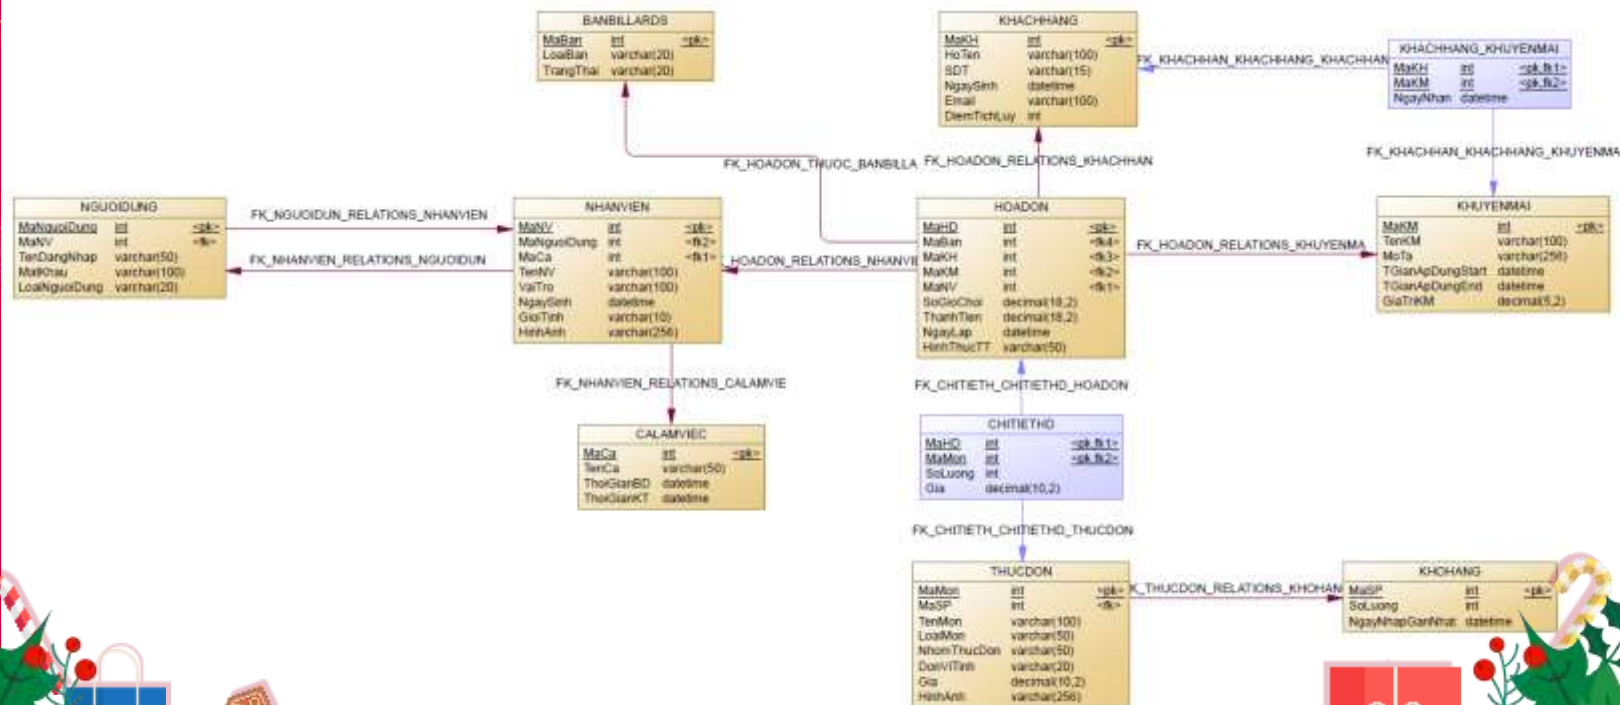 BANBILLARDS
MaBan int <pk>
LoaiBan varchar(20)
TrangThai varchar(20)
KHACHHANG
MaKH int <pk>
HoTen varchar(100)
SDT varchar(15)
NgaySinh datetime
Email varchar(100)
DiemTichLuy int
FK_KHACHHAN_KHACHHANG_KHACHHAN
KHACHHANG_KHUYENMAI
MaKH int <pk,fk1>
MaKM int <pk,fk2>
NgayNhan datetime
FK_HOADON_THUOC_BANBILLA
FK_HOADON_RELATIONS_KHACHHAN
FK_KHACHHAN_KHACHHANG_KHUYENMA
NGUOIDUNG
MaNguoiDung int <pk>
MaNV int <fk>
TenDangNhap varchar(50)
MatKhau varchar(100)
LoaiNguoiDung varchar(20)
FK_NGUOIDUN_RELATIONS_NHANVIEN
FK_NHANVIEN_RELATIONS_NGUOIDUN
NHANVIEN
MaNV int <pk>
MaNguoiDung int <fk2>
MaCa int <fk1>
TenNV varchar(100)
VaiTro varchar(100)
NgaySinh datetime
GioiTinh varchar(10)
HinhAnh varchar(256)
_HOADON_RELATIONS_NHANVIE
HOADON
MaHD int <pk>
MaBan int <fk4>
MaKH int <fk3>
MaKM int <fk2>
MaNV int <fk1>
SoGioChoi decimal(18,2)
ThanhTien decimal(18,2)
NgayLap datetime
HinhThucTT varchar(50)
FK_HOADON_RELATIONS_KHUYENMA
KHUYENMAI
MaKM int <pk>
TenKM varchar(100)
MoTa varchar(256)
TGianApDungStart datetime
TGianApDungEnd datetime
GiaTriKM decimal(5,2)
FK_NHANVIEN_RELATIONS_CALAMVIE
FK_CHITIETH_CHITIETHD_HOADON
CALAMVIEC
MaCa int <pk>
TenCa varchar(50)
ThoiGianBD datetime
ThoiGianKT datetime
CHITIETHD
MaHD int <pk,fk1>
MaMon int <pk,fk2>
SoLuong int
Gia decimal(10,2)
FK_CHITIETH_CHITIETHD_THUCDON
THUCDON
MaMon int <pk>
MaSP int <fk>
TenMon varchar(100)
LoaiMon varchar(50)
NhomThucDon varchar(50)
DonViTinh varchar(20)
Gia decimal(10,2)
HinhAnh varchar(256)
K_THUCDON_RELATIONS_KHOHAN
KHOHANG
MaSP int <pk>
SoLuong int
NgayNhapGanNhat datetime